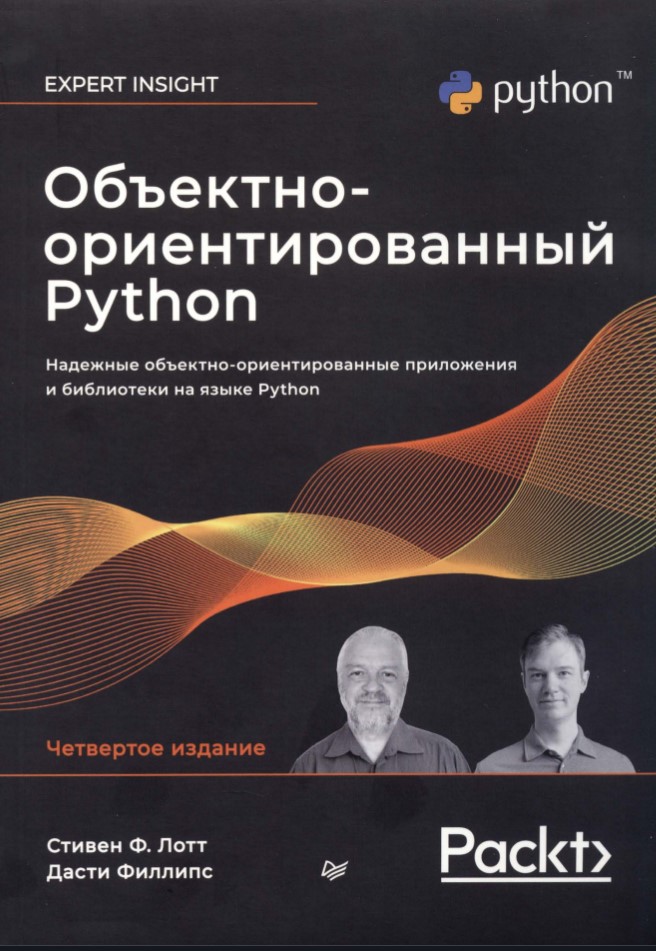 EXPERT INSIGHT
python™
Объектно-
ориентированный
Python
Надежные объектно-ориентированные приложения
и библиотеки на языке Python
Четвертое издание
Стивен Ф. Лотт
Дасти Филлипс
Packt>